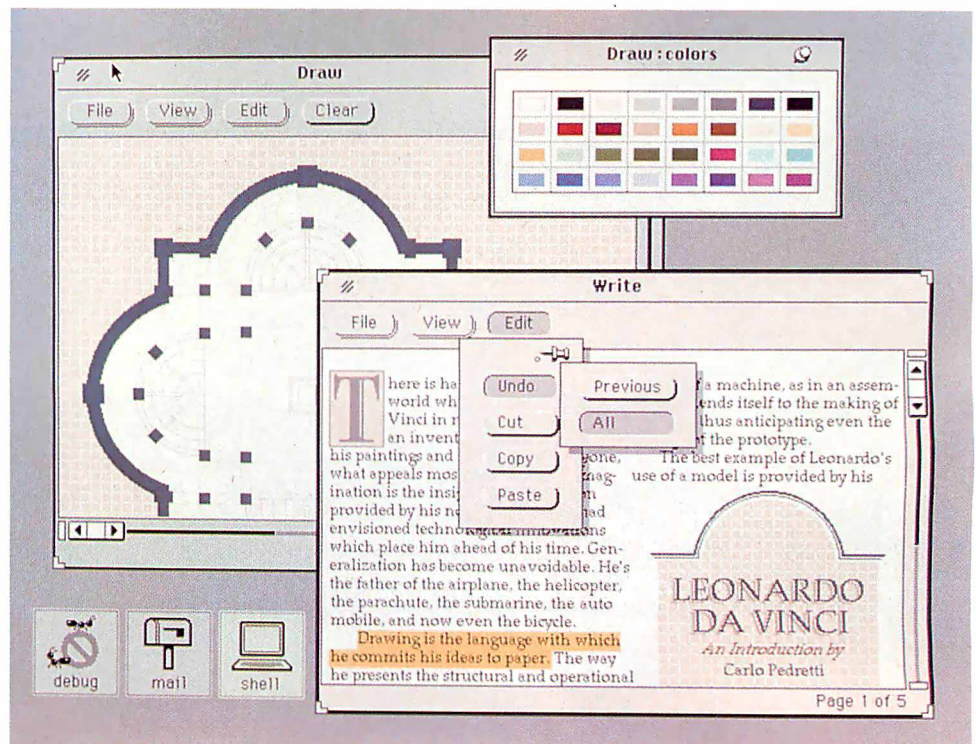 Draw:colors
Draw
File
View
Edit
Clear
Write
File
View
Edit
Undo
Cut
Copy
Paste
Previous
All
There is ha
world wh
Vinci in
an invent
his paintings and
what appeals mos
ination is the insi
provided by his
envisioned technological innovations
which place him ahead of his time. Gen-
eralization has become unavoidable. He's
the father of the airplane, the helicopter,
the parachute, the submarine, the auto
mobile, and now even the bicycle.
Drawing is the language with which
he commits his ideas to paper. The way
he presents the structural and operational
a machine, as in an assem-
ends itself to the making of
hus anticipating even the
the prototype.
The best example of Leonardo's
use of a model is provided by his
LEONARDO
DA VINCI
An Introduction by
Carlo Pedretti
Page 1 of 5
debug
mail
shell